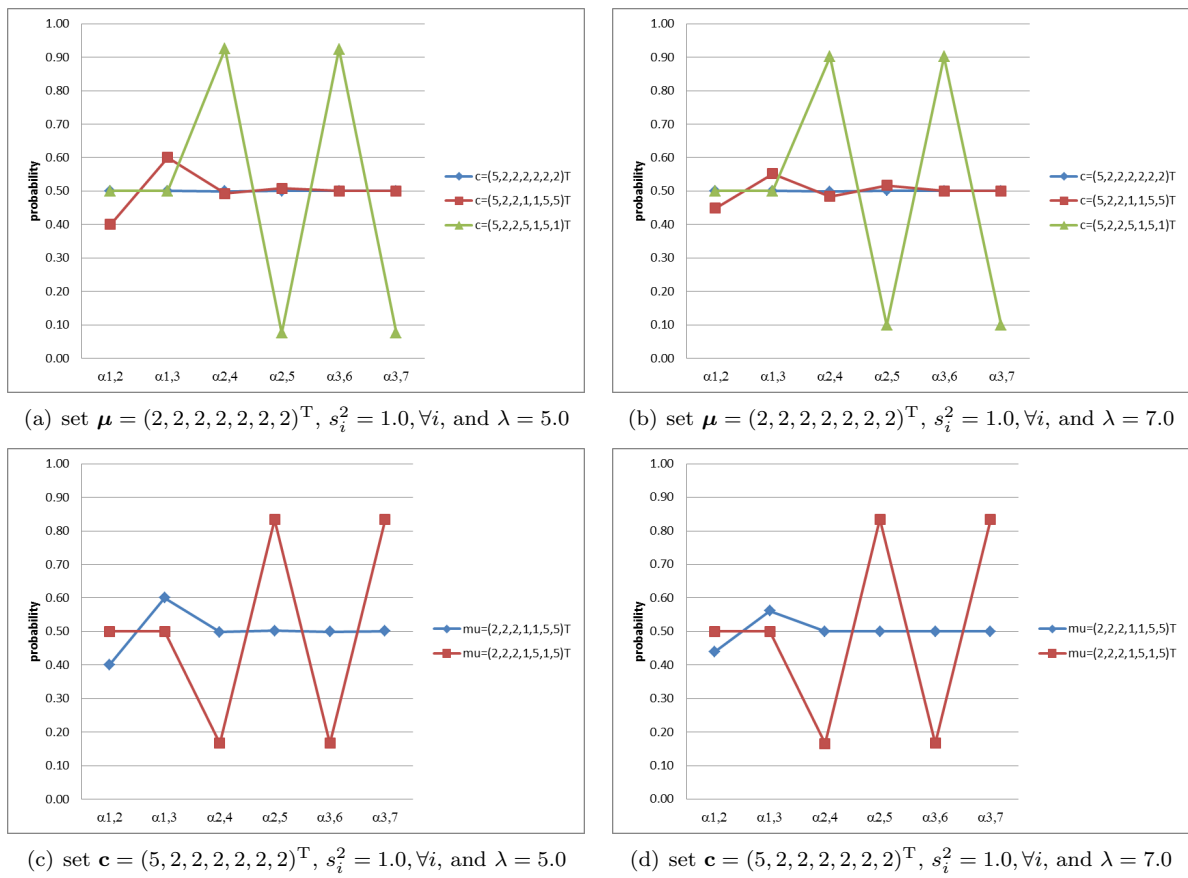 1.00
0.90
0.80
0.70
0.60
0.50
0.40
0.30
0.20
0.10
0.00
probability
α1,2 α1,3 α2,4 α2,5 α3,6 α3,7
c=(5,2,2,2,2,2,2)T
c=(5,2,2,1,1,5,5)T
c=(5,2,2,5,1,5,1)T
(a) set μ = (2, 2, 2, 2, 2, 2, 2)ᵀ, s²ᵢ = 1.0, ∀i, and λ = 5.0
1.00
0.90
0.80
0.70
0.60
0.50
0.40
0.30
0.20
0.10
0.00
probability
α1,2 α1,3 α2,4 α2,5 α3,6 α3,7
c=(5,2,2,2,2,2,2)T
c=(5,2,2,1,1,5,5)T
c=(5,2,2,5,1,5,1)T
(b) set μ = (2, 2, 2, 2, 2, 2, 2)ᵀ, s²ᵢ = 1.0, ∀i, and λ = 7.0
1.00
0.90
0.80
0.70
0.60
0.50
0.40
0.30
0.20
0.10
0.00
probability
α1,2 α1,3 α2,4 α2,5 α3,6 α3,7
mu=(2,2,2,1,1,5,5)T
mu=(2,2,2,1,5,1,5)T
(c) set c = (5, 2, 2, 2, 2, 2, 2)ᵀ, s²ᵢ = 1.0, ∀i, and λ = 5.0
1.00
0.90
0.80
0.70
0.60
0.50
0.40
0.30
0.20
0.10
0.00
probability
α1,2 α1,3 α2,4 α2,5 α3,6 α3,7
mu=(2,2,2,1,1,5,5)T
mu=(2,2,2,1,5,1,5)T
(d) set c = (5, 2, 2, 2, 2, 2, 2)ᵀ, s²ᵢ = 1.0, ∀i, and λ = 7.0